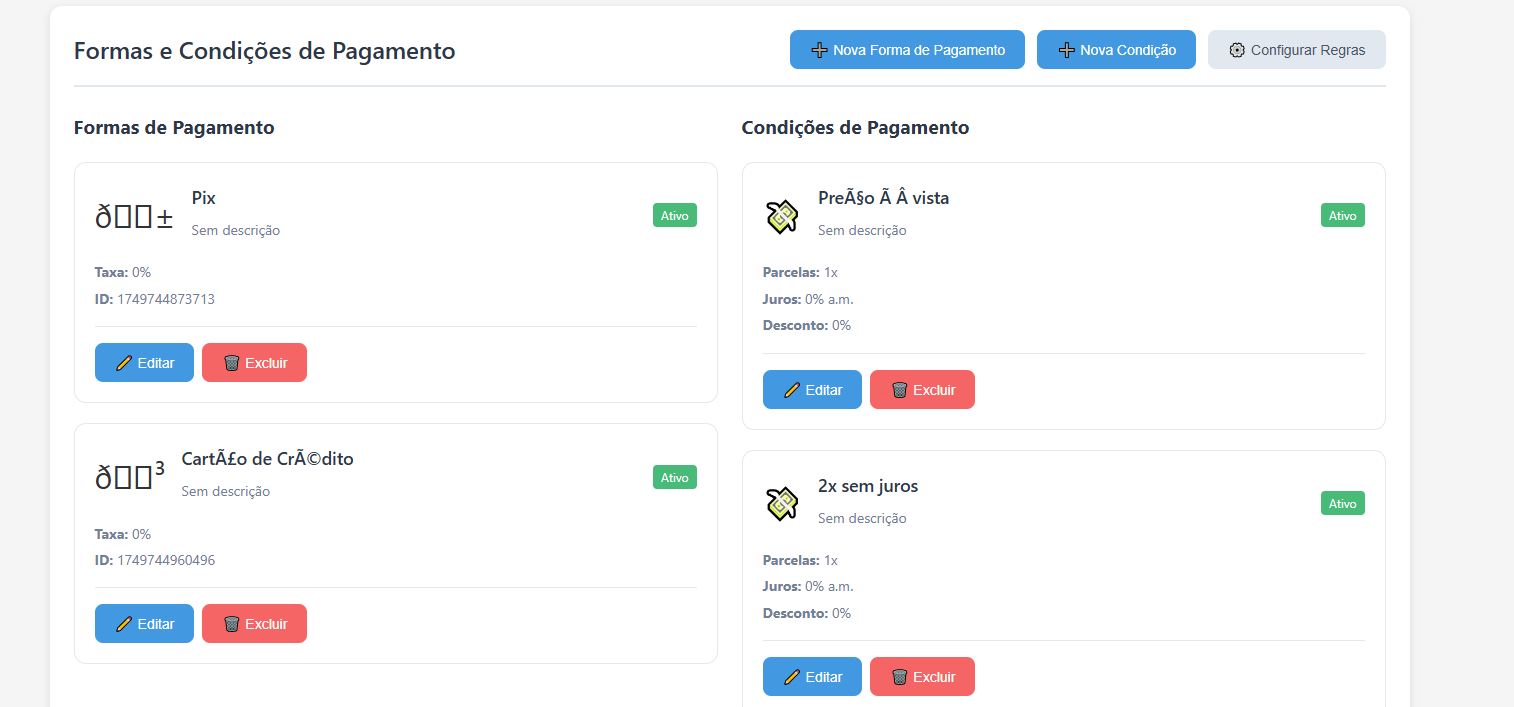 Formas e Condições de Pagamento
➕ Nova Forma de Pagamento
➕ Nova Condição
⚙ Configurar Regras
Formas de Pagamento
ð□□±
Pix
Sem descrição
Ativo
Taxa: 0%
ID: 1749744873713
✏️ Editar
🗑️ Excluir
ð□□³
CartÃ£o de CrÃ©dito
Sem descrição
Ativo
Taxa: 0%
ID: 1749744960496
✏️ Editar
🗑️ Excluir
Condições de Pagamento
PreÃ§o Ã Â vista
Sem descrição
Ativo
Parcelas: 1x
Juros: 0% a.m.
Desconto: 0%
✏️ Editar
🗑️ Excluir
2x sem juros
Sem descrição
Ativo
Parcelas: 1x
Juros: 0% a.m.
Desconto: 0%
✏️ Editar
🗑️ Excluir